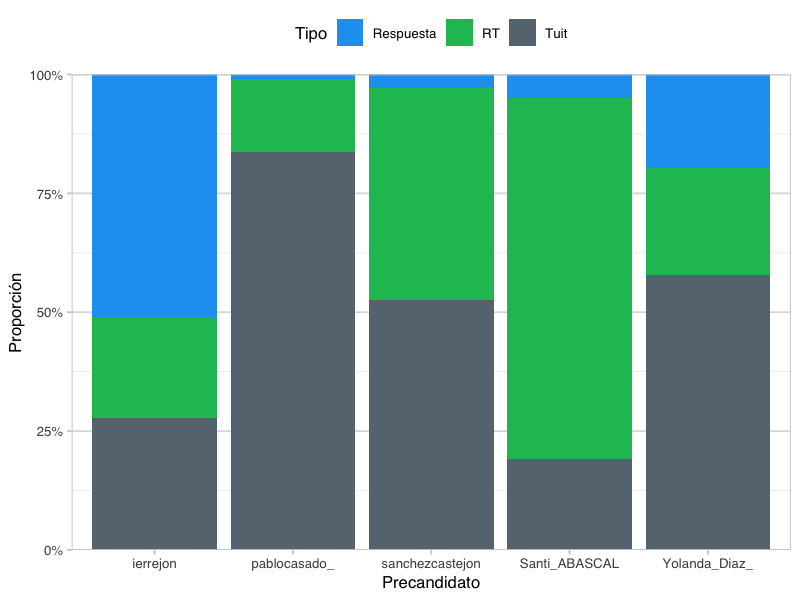 Tipo Respuesta RT Tuit
100%
75%
50%
25%
0%
Proporción
ierrejon pablocasado_ sanchezcastejon Santi_ABASCAL Yolanda_Diaz_
Precandidato